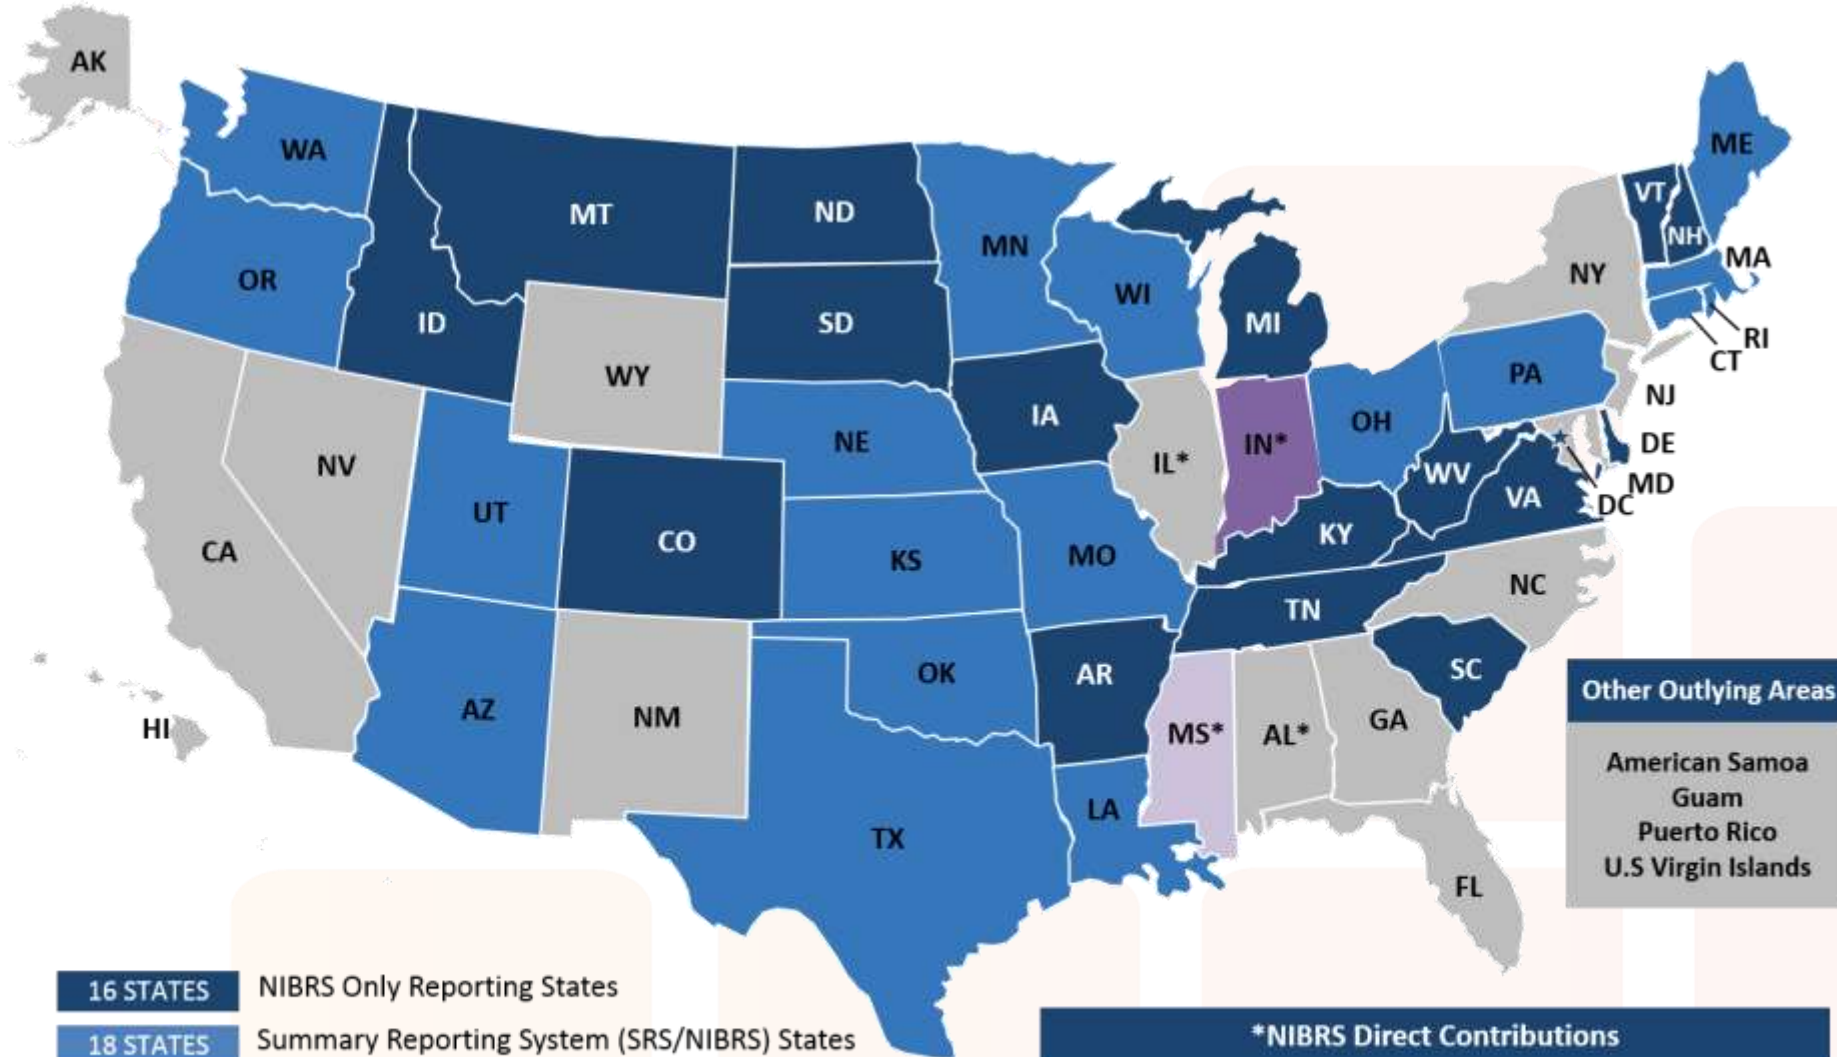 AK
WA
MT
ND
MN
ME
VT
NH
MA
OR
ID
SD
WI
MI
NY
RI
CT
WY
IA
PA
NJ
NE
IL*
IN*
OH
DE
NV
WV
MD
UT
VA
DC
CO
KY
CA
KS
MO
NC
TN
OK
AR
SC
HI
AZ
NM
MS*
AL*
GA
TX
LA
FL
Other Outlying Areas
American Samoa
Guam
Puerto Rico
U.S Virgin Islands
16 STATES NIBRS Only Reporting States
18 STATES Summary Reporting System (SRS/NIBRS) States
*NIBRS Direct Contributions